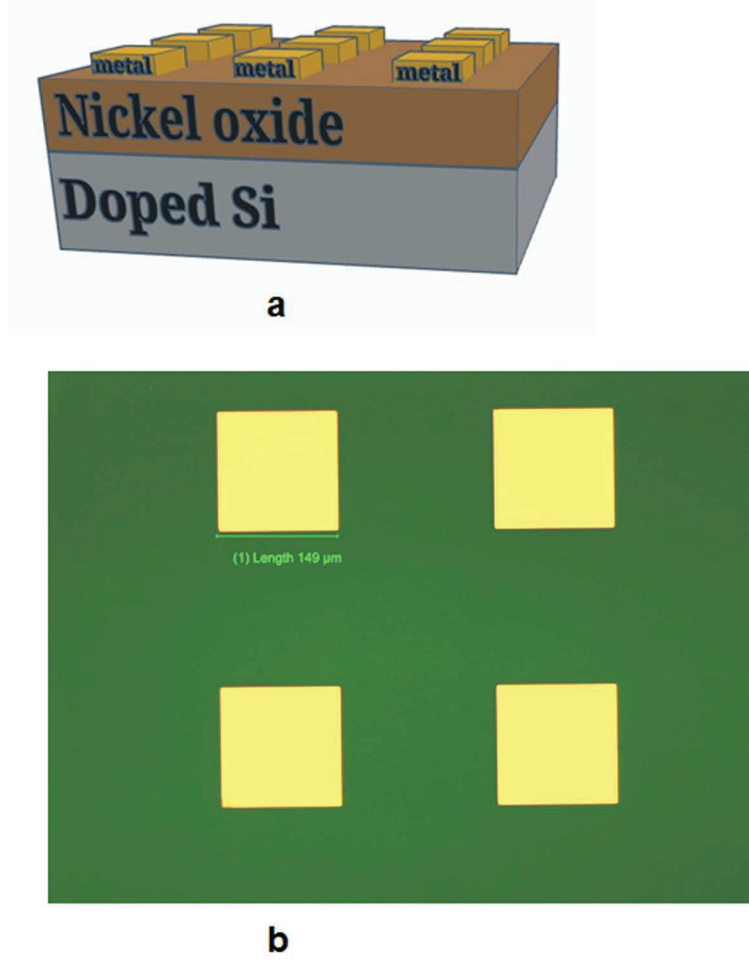 metal metal metal
Nickel oxide
Doped Si
a
(1) Length 149 µm
b